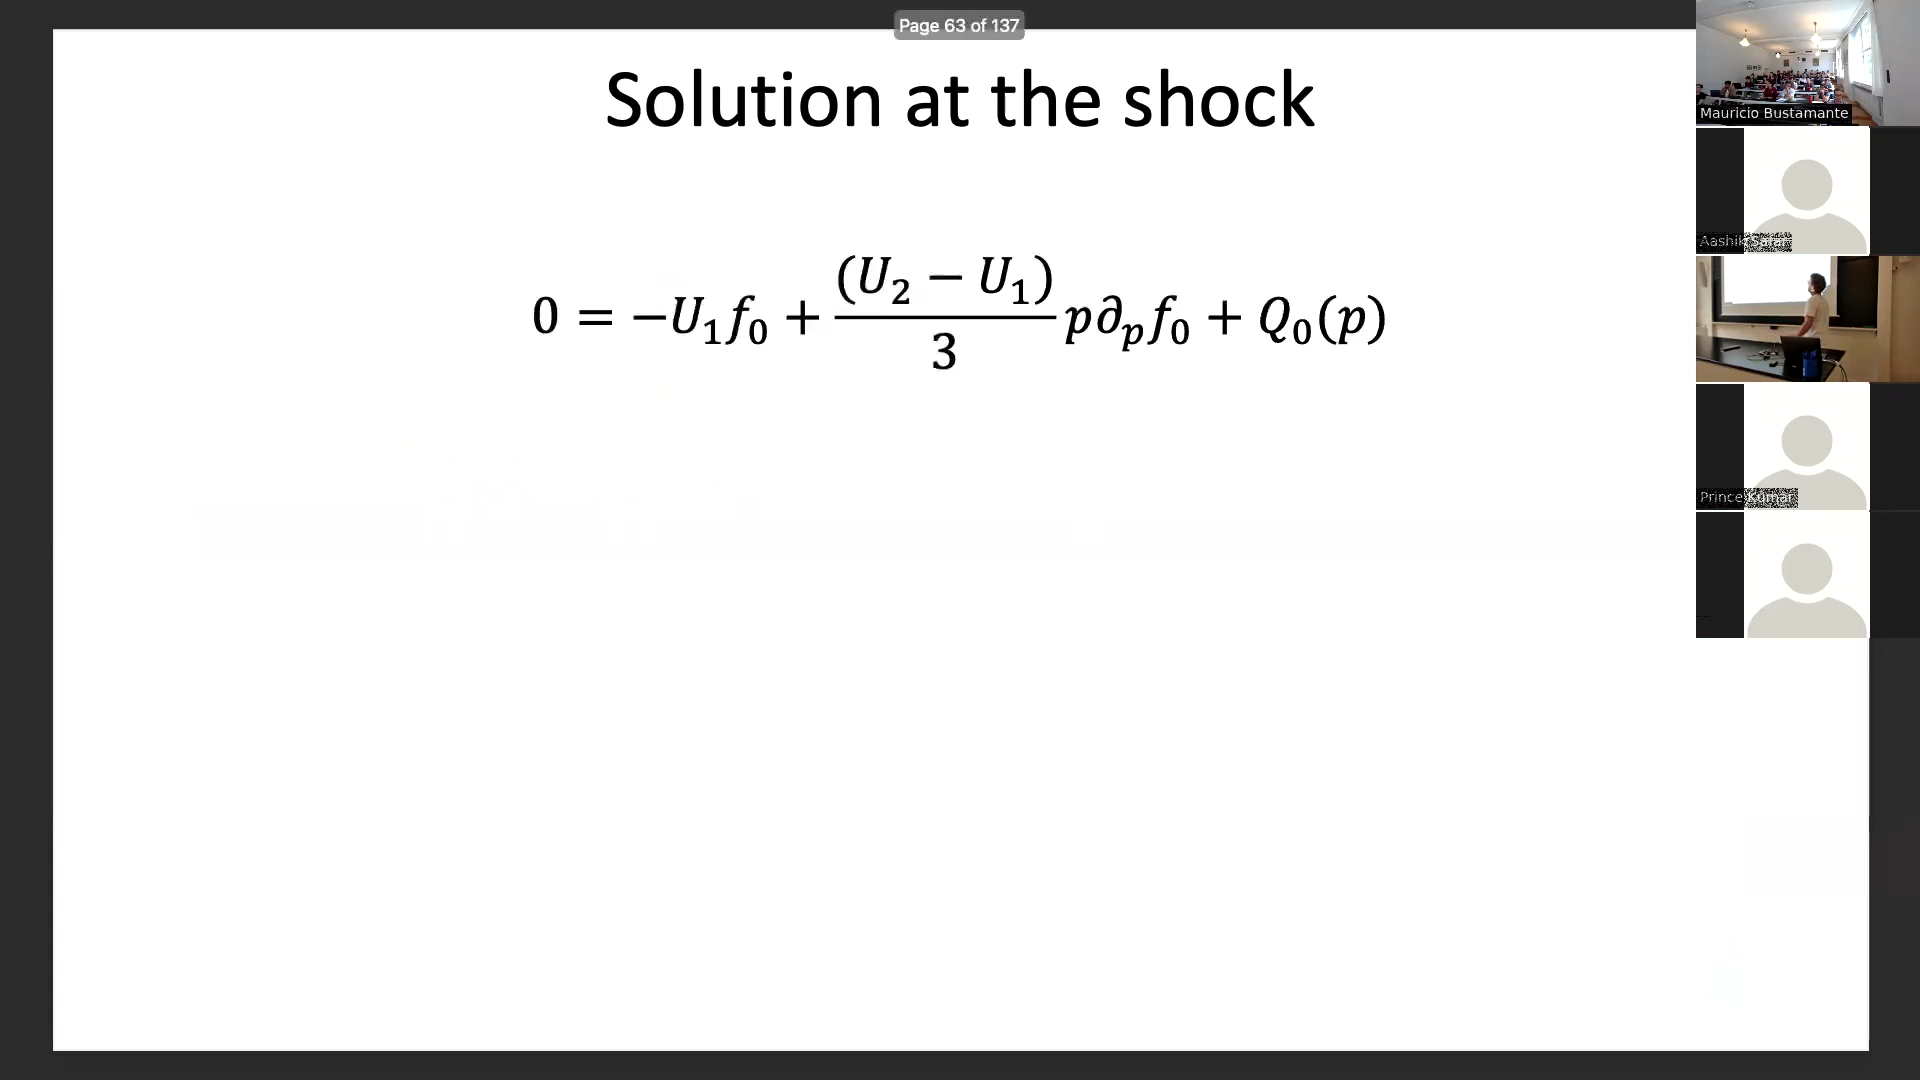 Page 63 of 137
Solution at the shock
0 = −U₁f₀ + (U₂ − U₁)/3 p∂ₚf₀ + Q₀(p)
Mauricio Bustamante
Aashik
Prince Kumar